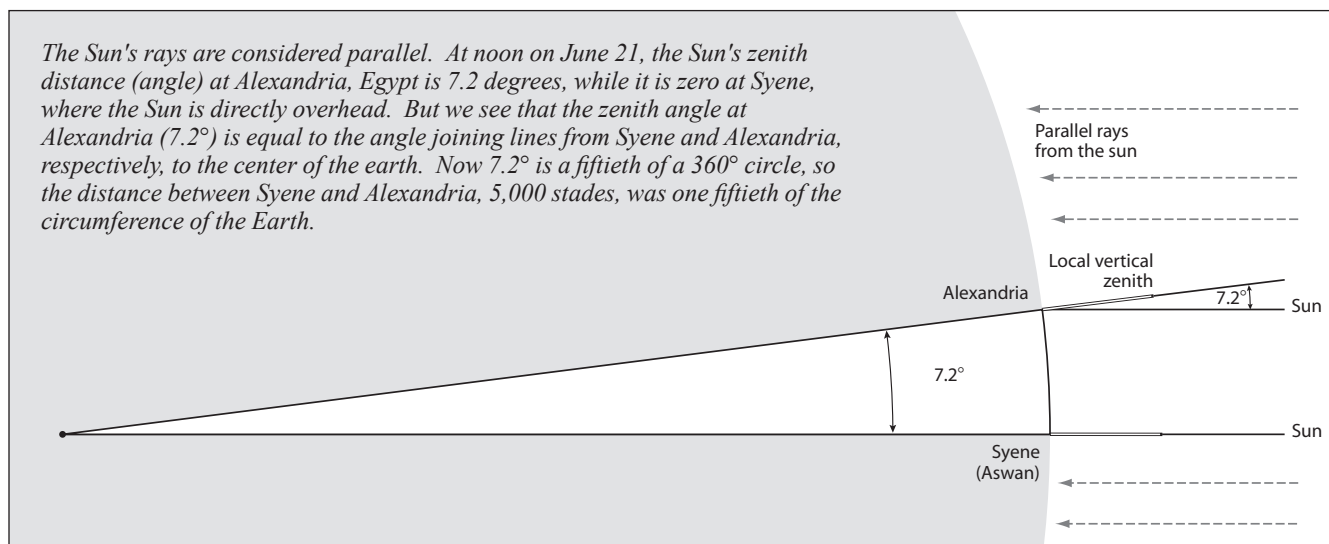 The Sun's rays are considered parallel.  At noon on June 21, the Sun's zenith
distance (angle) at Alexandria, Egypt is 7.2 degrees, while it is zero at Syene,
where the Sun is directly overhead.  But we see that the zenith angle at
Alexandria (7.2°) is equal to the angle joining lines from Syene and Alexandria,
respectively, to the center of the earth.  Now 7.2° is a fiftieth of a 360° circle, so
the distance between Syene and Alexandria, 5,000 stades, was one fiftieth of the
circumference of the Earth.
Parallel rays
from the sun
Local vertical
zenith
Alexandria
7.2°
Sun
7.2°
Sun
Syene
(Aswan)